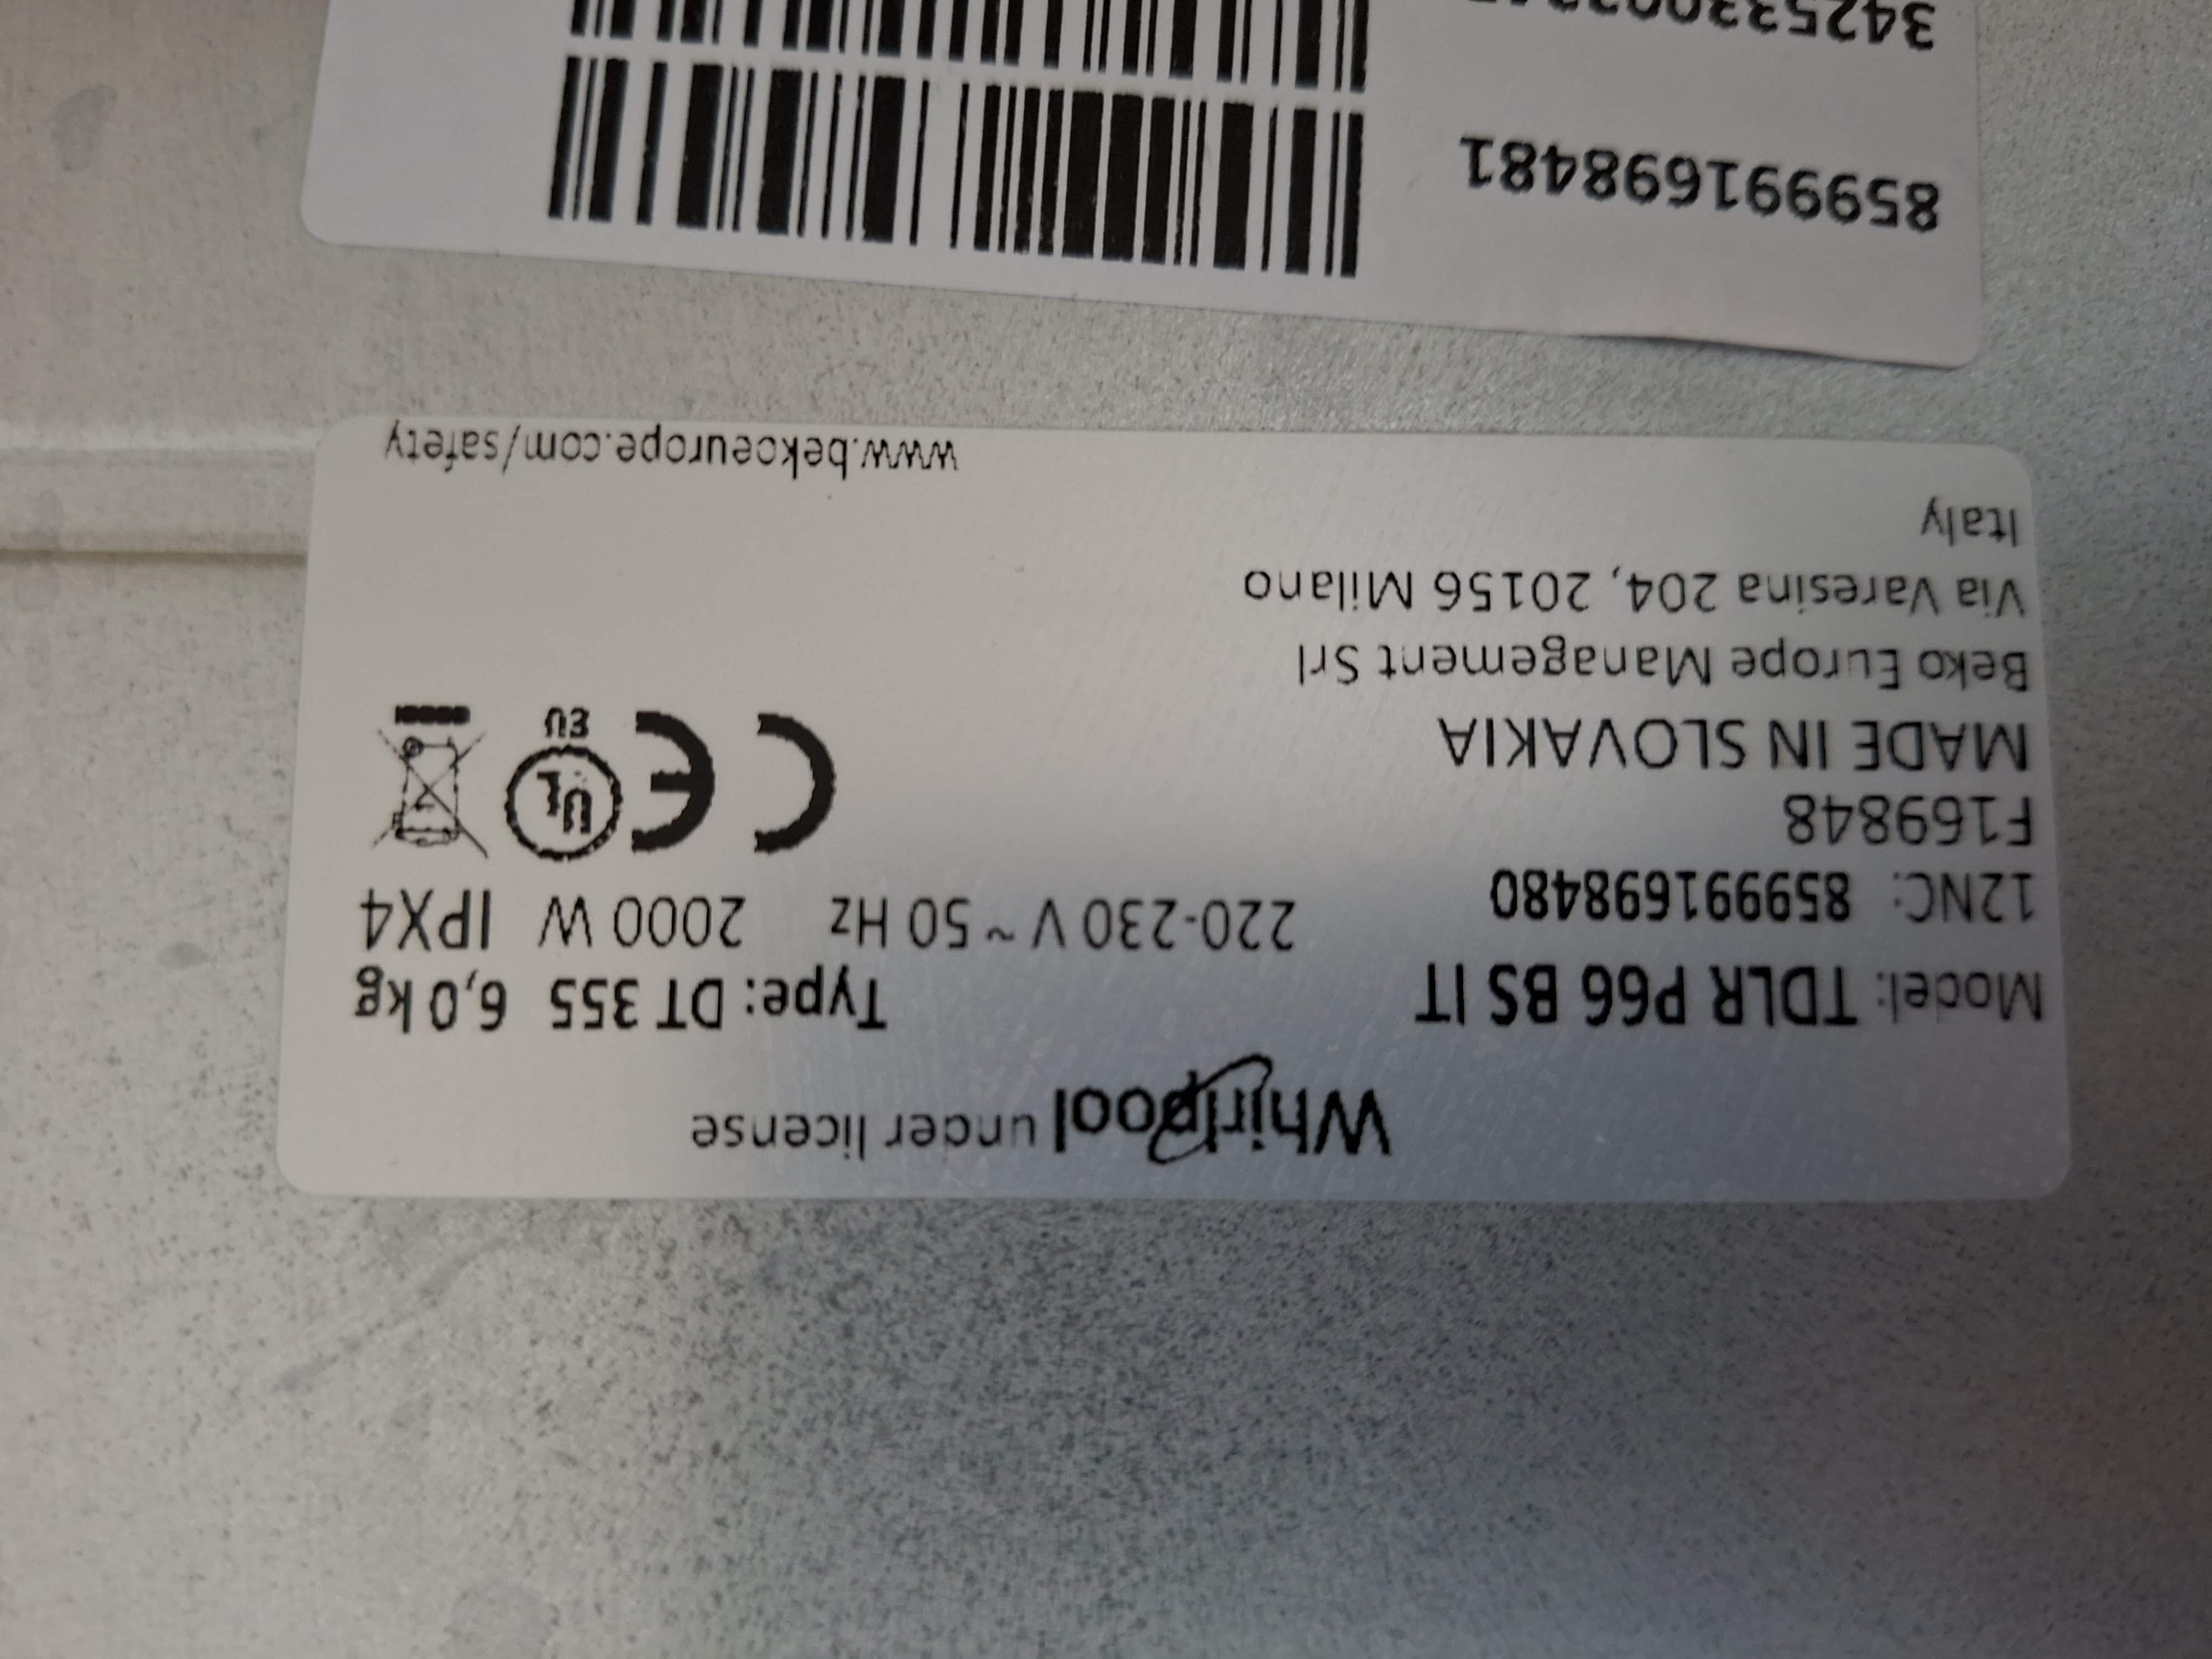 Whirlpool under license
Model: TDLR P66 BS IT Type: DT 355 6,0 kg
12NC: 859991698480 220-230 V ~ 50 Hz 2000 W IPX4
F169848
MADE IN SLOVAKIA
UL
EU
Beko Europe Management Srl
Via Varesina 204, 20156 Milano
Italy
www.bekoeurope.com/safety
859991698481